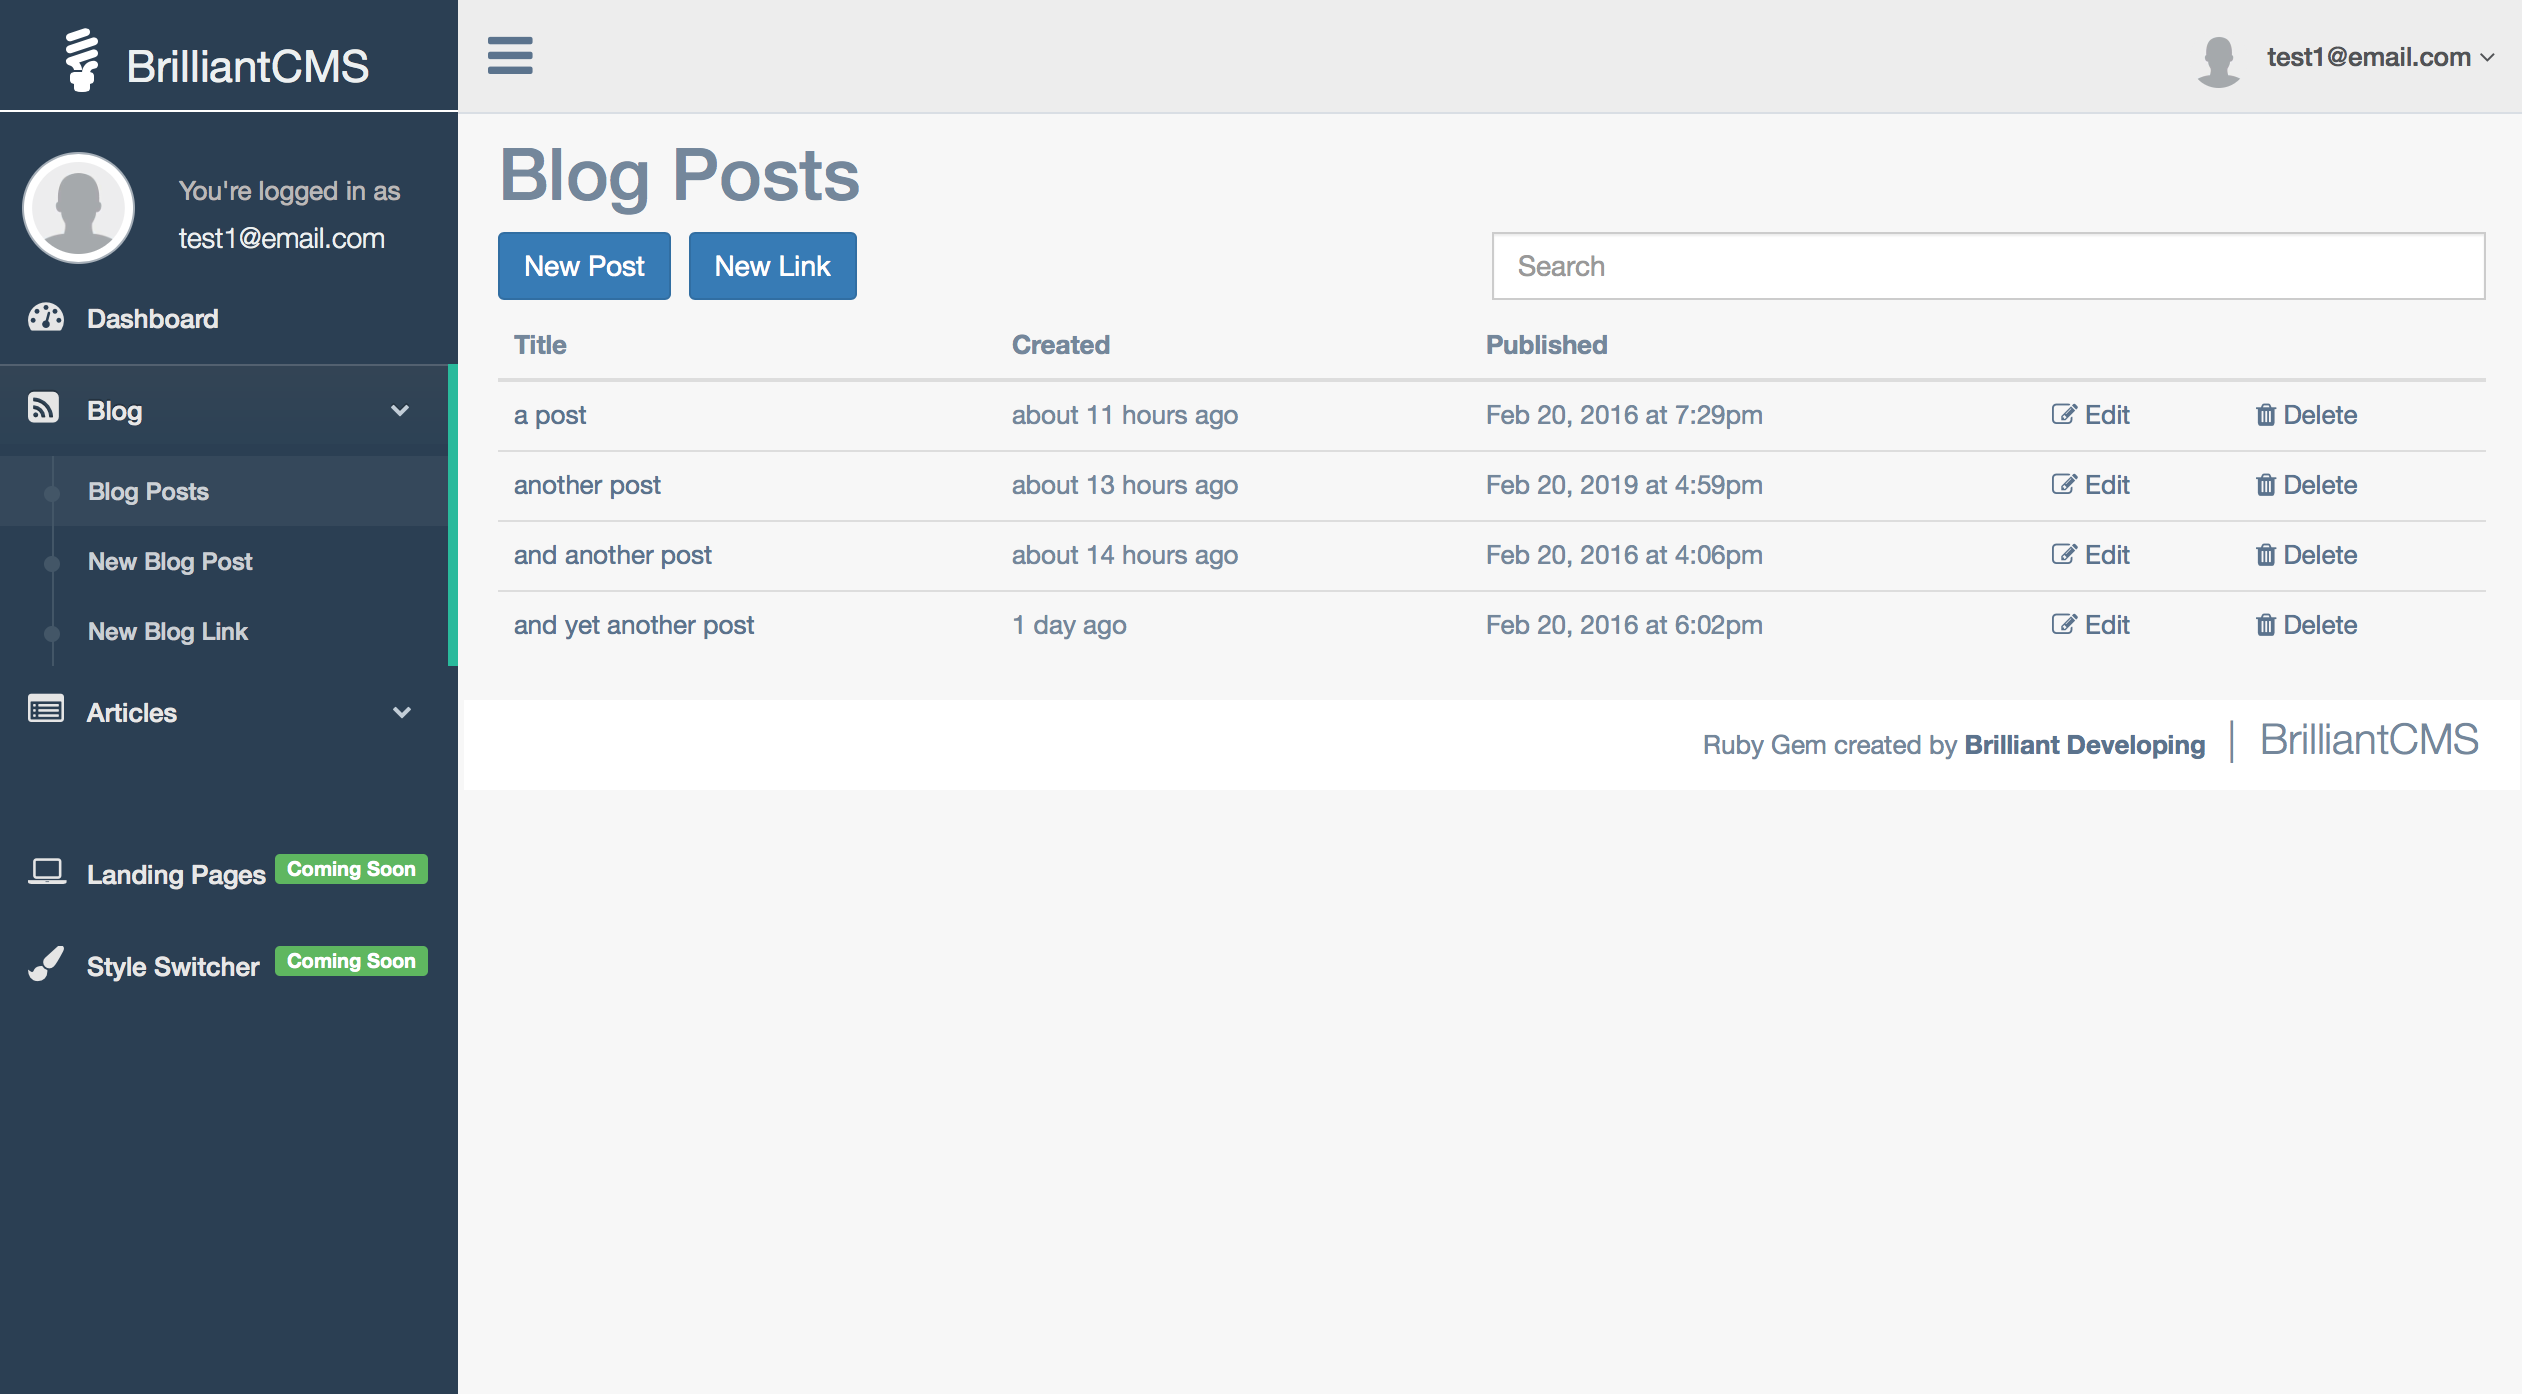 BrilliantCMS
test1@email.com
You're logged in as
test1@email.com
Dashboard
Blog
Blog Posts
New Blog Post
New Blog Link
Articles
Landing Pages Coming Soon
Style Switcher Coming Soon
Blog Posts
New Post New Link Search
Title Created Published
a post about 11 hours ago Feb 20, 2016 at 7:29pm Edit Delete
another post about 13 hours ago Feb 20, 2019 at 4:59pm Edit Delete
and another post about 14 hours ago Feb 20, 2016 at 4:06pm Edit Delete
and yet another post 1 day ago Feb 20, 2016 at 6:02pm Edit Delete
Ruby Gem created by Brilliant Developing | BrilliantCMS